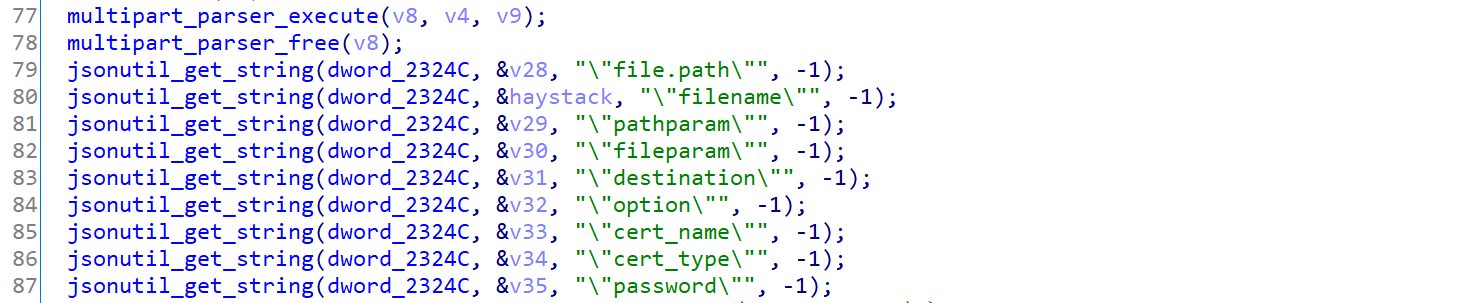 77 multipart_parser_execute(v8, v4, v9);
78 multipart_parser_free(v8);
79 jsonutil_get_string(dword_2324C, &v28, "\"file.path\"", -1);
80 jsonutil_get_string(dword_2324C, &haystack, "\"filename\"", -1);
81 jsonutil_get_string(dword_2324C, &v29, "\"pathparam\"", -1);
82 jsonutil_get_string(dword_2324C, &v30, "\"fileparam\"", -1);
83 jsonutil_get_string(dword_2324C, &v31, "\"destination\"", -1);
84 jsonutil_get_string(dword_2324C, &v32, "\"option\"", -1);
85 jsonutil_get_string(dword_2324C, &v33, "\"cert_name\"", -1);
86 jsonutil_get_string(dword_2324C, &v34, "\"cert_type\"", -1);
87 jsonutil_get_string(dword_2324C, &v35, "\"password\"", -1);